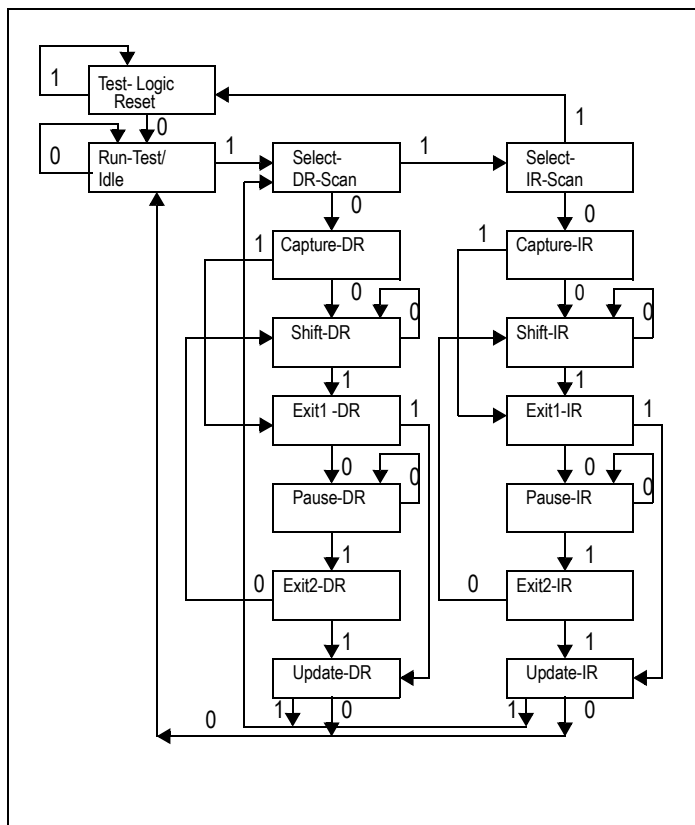 1
Test- Logic
Reset
0
0
Run-Test/
Idle
1
Select-
DR-Scan
1
Select-
IR-Scan
1
0
0
1
Capture-DR
1
Capture-IR
0
0
Shift-DR
0
Shift-IR
0
1
1
Exit1 -DR
1
Exit1-IR
1
0
0
Pause-DR
0
Pause-IR
0
1
1
0
Exit2-DR
0
Exit2-IR
1
1
Update-DR
Update-IR
1
0
1
0
0